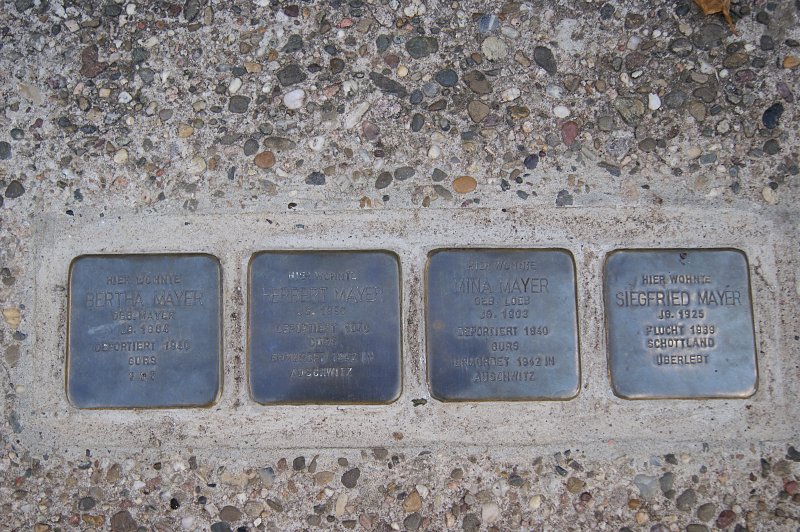 HIER WOHNTE
BERTHA MAYER
GEB. MAYER
JG. 1864
DEPORTIERT 1940
GURS
? ? ?
HIER WOHNTE
HERBERT MAYER
JG.
DEPORTIERT 1940
GURS
ERMORDET 1942 IN
AUSCHWITZ
HIER WOHNTE
MINA MAYER
GEB. LOEB
JG. 1903
DEPORTIERT 1940
GURS
ERMORDET 1942 IN
AUSCHWITZ
HIER WOHNTE
SIEGFRIED MAYER
JG. 1925
FLUCHT 1939
SCHOTTLAND
ÜBERLEBT